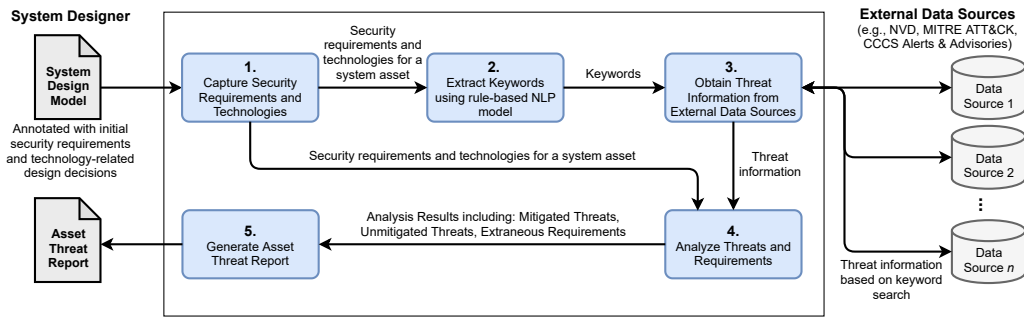 System Designer
System
Design
Model
Annotated with initial
security requirements
and technology-related
design decisions
Asset
Threat
Report
1.
Capture Security
Requirements and
Technologies
Security
requirements and
technologies for a
system asset
2.
Extract Keywords
using rule-based NLP
model
Keywords
3.
Obtain Threat
Information from
External Data Sources
Security requirements and technologies for a system asset
Threat
information
4.
Analyze Threats and
Requirements
Analysis Results including: Mitigated Threats,
Unmitigated Threats, Extraneous Requirements
5.
Generate Asset
Threat Report
External Data Sources
(e.g., NVD, MITRE ATT&CK,
CCCS Alerts & Advisories)
Data
Source 1
Data
Source 2
...
Data
Source n
Threat information
based on keyword
search